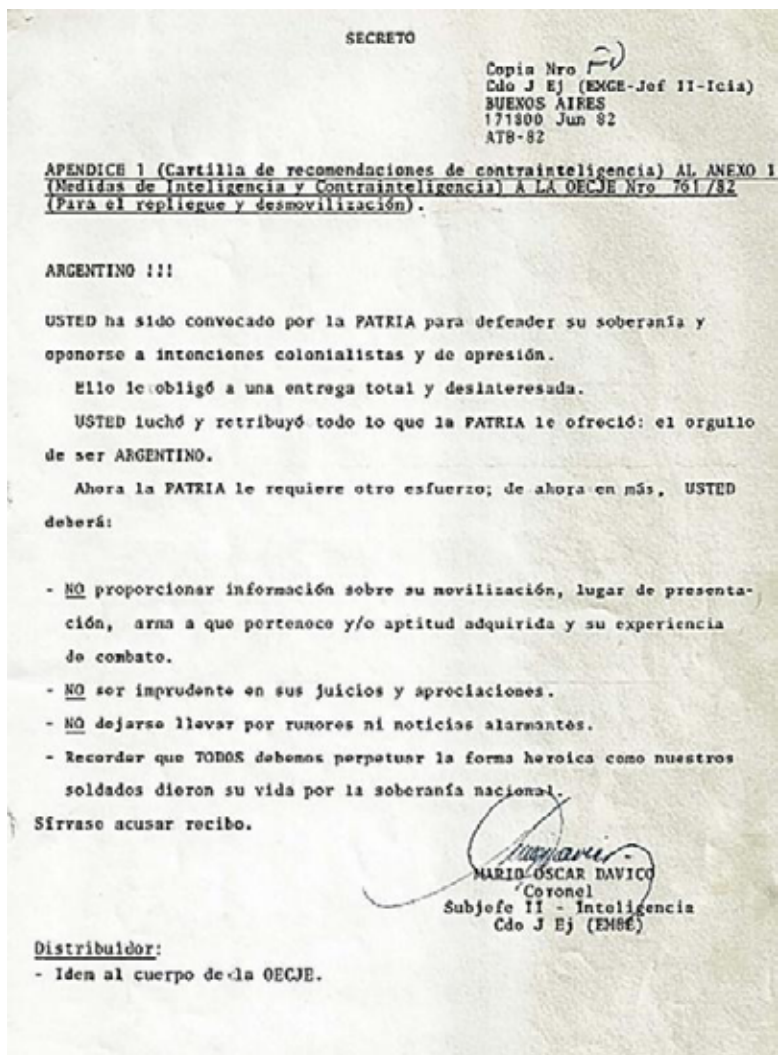 SECRETO
Copia Nro
Cdo J Ej (EMGE-Jef II-Icia)
BUENOS AIRES
171800 Jun 82
ATB-82
APENDICE 1 (Cartilla de recomendaciones de contrainteligencia) AL ANEXO 1
(Medidas de Inteligencia y Contrainteligencia) A LA OECJE Nro 761/82
(Para el repliegue y desmovilización).
ARGENTINO !!!
USTED ha sido convocado por la PATRIA para defender su soberanía y
oponerse a intenciones colonialistas y de opresión.
Ello le obligó a una entrega total y desinteresada.
USTED luchó y retribuyó todo lo que la PATRIA le ofreció: el orgullo
de ser ARGENTINO.
Ahora la PATRIA le requiere otro esfuerzo; de ahora en más, USTED
deberá:
- NO proporcionar información sobre su movilización, lugar de presenta-
ción, arma a que pertenece y/o aptitud adquirida y su experiencia
de combate.
- NO ser imprudente en sus juicios y apreciaciones.
- NO dejarse llevar por rumores ni noticias alarmantes.
- Recordar que TODOS debemos perpetuar la forma heroica como nuestros
soldados dieron su vida por la soberanía nacional.
Sírvase acusar recibo.
MARIO OSCAR DAVICO
Coronel
Subjefe II - Inteligencia
Cdo J Ej (EMGE)
Distribuidor:
- Idem al cuerpo de la OECJE.